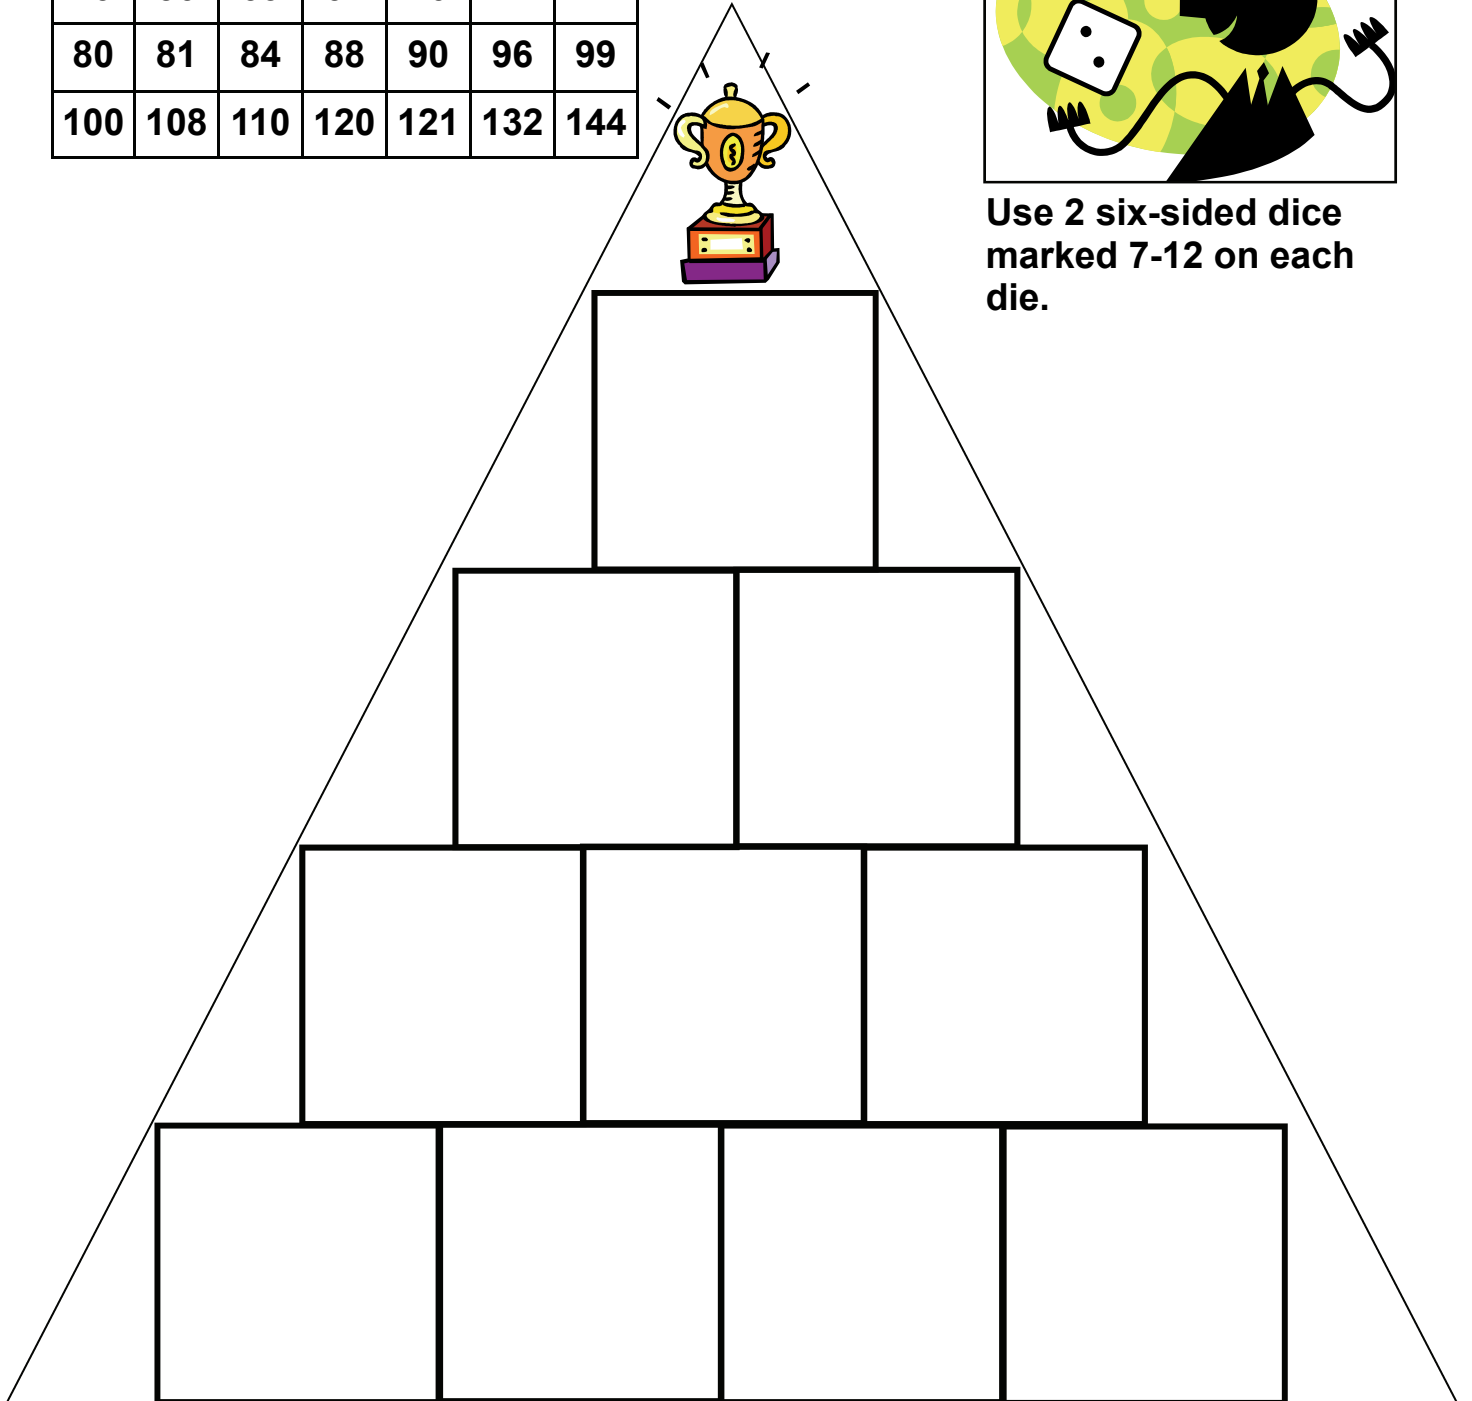 80 81 84 88 90 96 99
100 108 110 120 121 132 144
Use 2 six-sided dice
marked 7-12 on each
die.